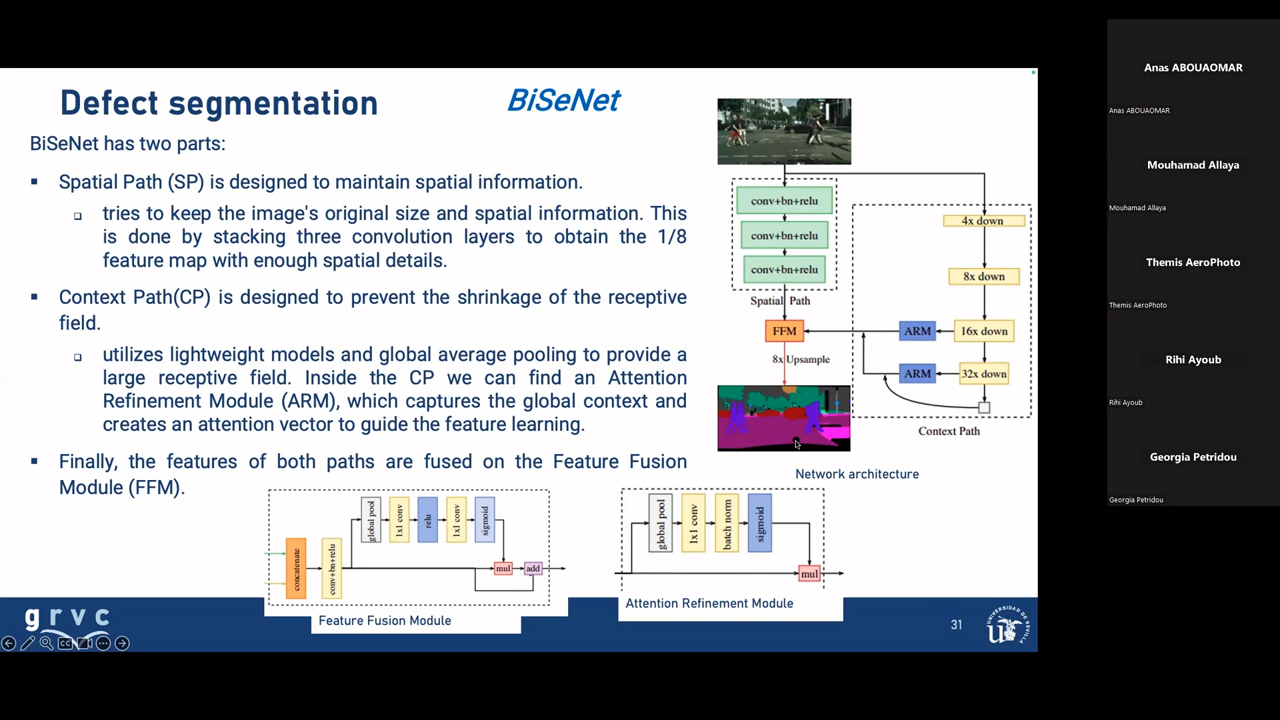 Defect segmentation
BiSeNet
BiSeNet has two parts:
▪ Spatial Path (SP) is designed to maintain spatial information.
❑ tries to keep the image's original size and spatial information. This
is done by stacking three convolution layers to obtain the 1/8
feature map with enough spatial details.
▪ Context Path(CP) is designed to prevent the shrinkage of the receptive
field.
❑ utilizes lightweight models and global average pooling to provide a
large receptive field. Inside the CP we can find an Attention
Refinement Module (ARM), which captures the global context and
creates an attention vector to guide the feature learning.
▪ Finally, the features of both paths are fused on the Feature Fusion
Module (FFM).
conv+bn+relu
conv+bn+relu
conv+bn+relu
Spatial Path
FFM
8x Upsample
4x down
8x down
ARM
16x down
ARM
32x down
Context Path
Network architecture
concatenate
conv+bn+relu
global pool
1x1 conv
relu
1x1 conv
sigmoid
mul
add
Feature Fusion Module
global pool
1x1 conv
batch norm
sigmoid
mul
Attention Refinement Module
grvc
31
UNIVERSIDAD DE SEVILLA
Anas ABOUAOMAR
Anas ABOUAOMAR
Mouhamad Allaya
Mouhamad Allaya
Themis AeroPhoto
Themis AeroPhoto
Rihi Ayoub
Rihi Ayoub
Georgia Petridou
Georgia Petridou